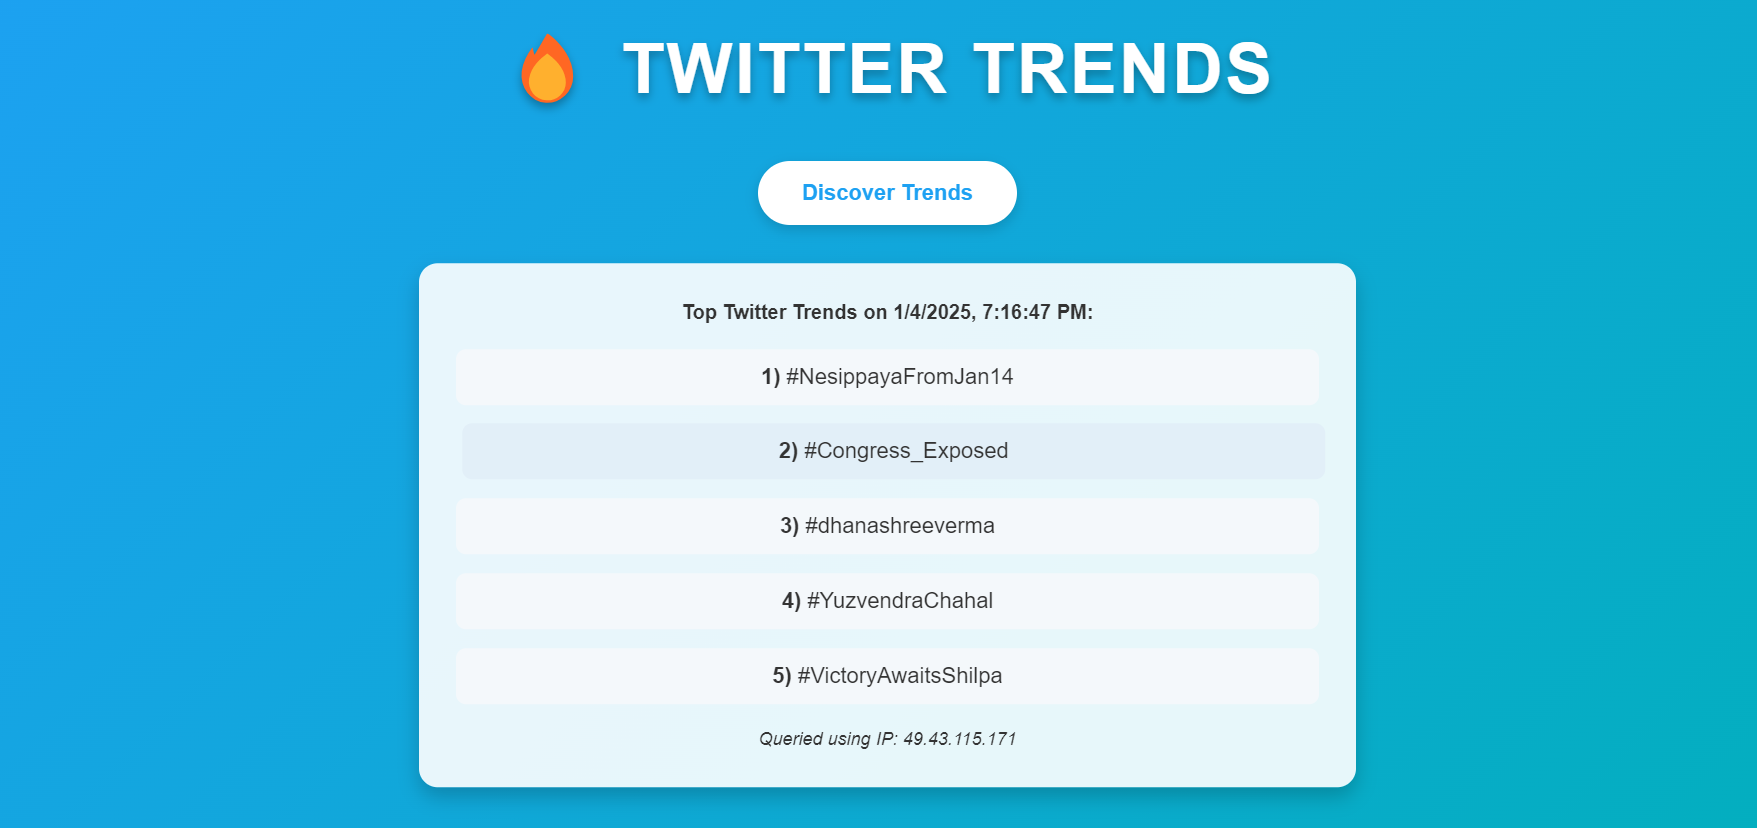 TWITTER TRENDS
Discover Trends
Top Twitter Trends on 1/4/2025, 7:16:47 PM:
1) #NesippayaFromJan14
2) #Congress_Exposed
3) #dhanashreeverma
4) #YuzvendraChahal
5) #VictoryAwaitsShilpa
Queried using IP: 49.43.115.171